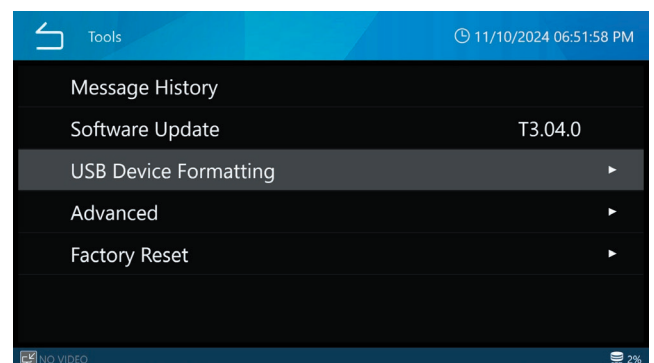 Tools 11/10/2024 06:51:58 PM
Message History
Software Update T3.04.0
USB Device Formatting
Advanced
Factory Reset
NO VIDEO 2%